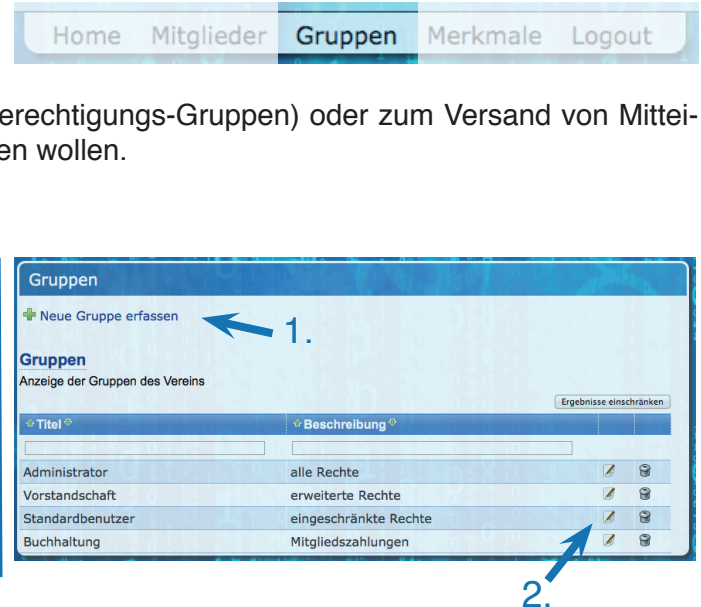 Home Mitglieder Gruppen Merkmale Logout
erechtigungs-Gruppen) oder zum Versand von Mittei-
en wollen.
Gruppen
Neue Gruppe erfassen
1.
Gruppen
Anzeige der Gruppen des Vereins
Ergebnisse einschränken
Titel Beschreibung
Administrator alle Rechte
Vorstandschaft erweiterte Rechte
Standardbenutzer eingeschränkte Rechte
Buchhaltung Mitgliedszahlungen
2.